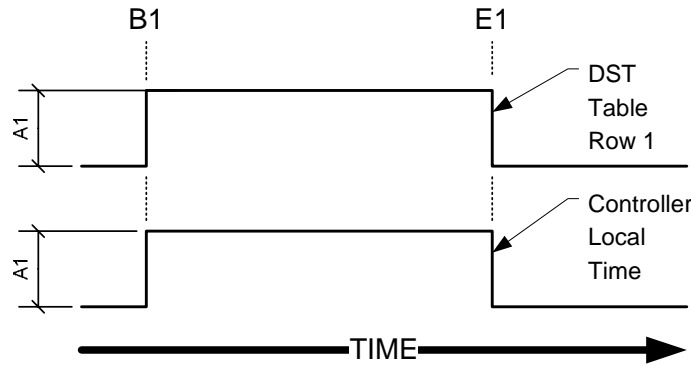 B1 E1
A1
DST
Table
Row 1
A1
Controller
Local
Time
TIME